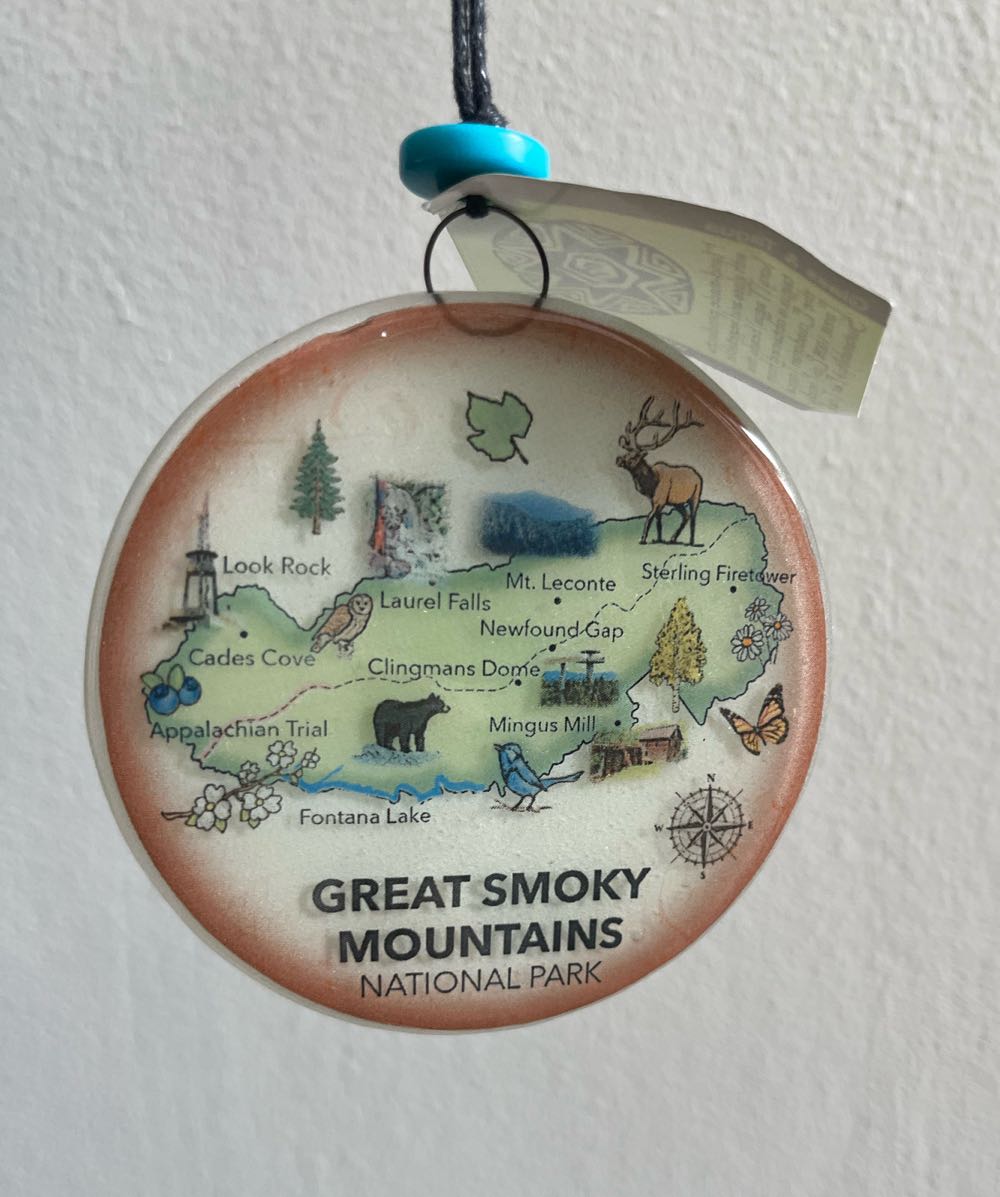 Look Rock
Mt. Leconte
Sterling Firetower
Laurel Falls
Newfound Gap
Cades Cove
Clingmans Dome
Appalachian Trial
Mingus Mill
Fontana Lake
N
W E
S
GREAT SMOKY
MOUNTAINS
NATIONAL PARK